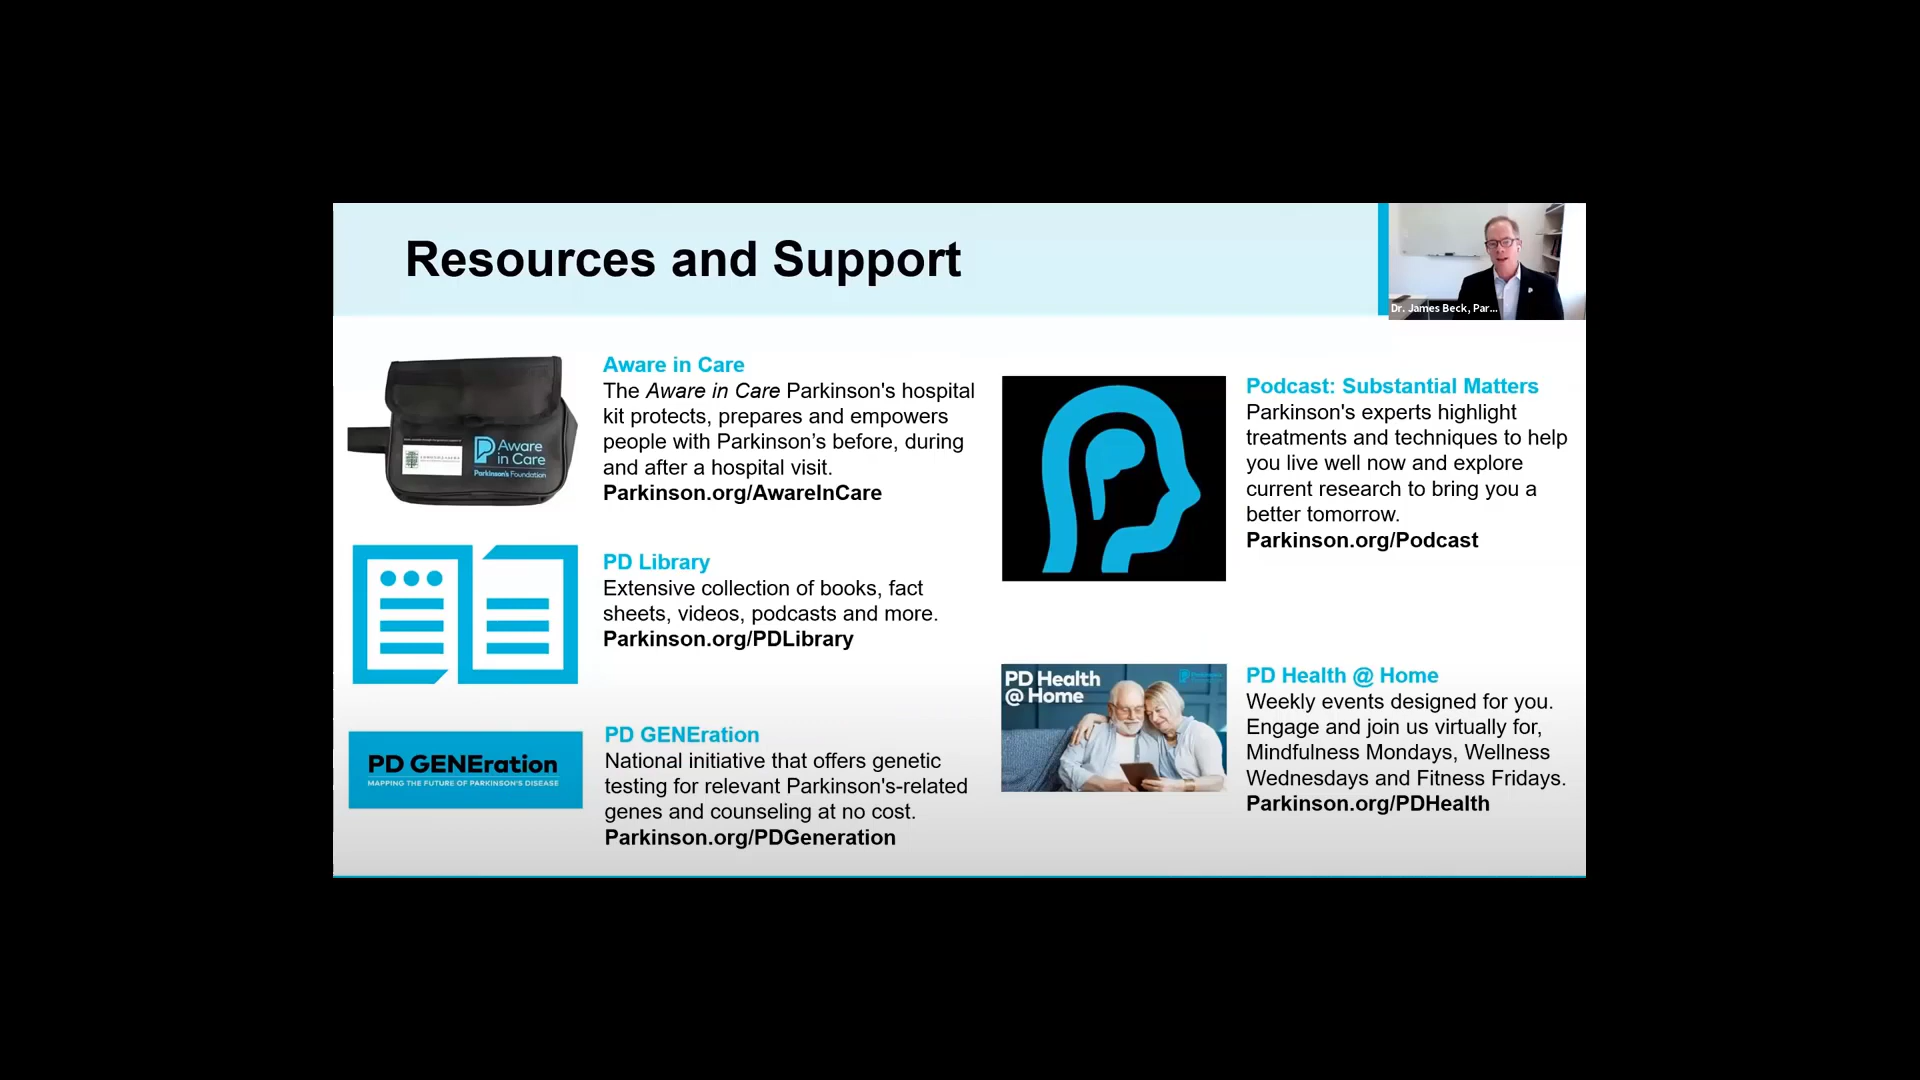 Resources and Support
Dr. James Beck, Par...
Aware in Care
The Aware in Care Parkinson's hospital
kit protects, prepares and empowers
people with Parkinson’s before, during
and after a hospital visit.
Parkinson.org/AwareInCare
Aware
in Care
Parkinson's Foundation
PD Library
Extensive collection of books, fact
sheets, videos, podcasts and more.
Parkinson.org/PDLibrary
PD GENEration
MAPPING THE FUTURE OF PARKINSON'S DISEASE
PD GENEration
National initiative that offers genetic
testing for relevant Parkinson's-related
genes and counseling at no cost.
Parkinson.org/PDGeneration
Podcast: Substantial Matters
Parkinson's experts highlight
treatments and techniques to help
you live well now and explore
current research to bring you a
better tomorrow.
Parkinson.org/Podcast
PD Health
@ Home
PD Health @ Home
Weekly events designed for you.
Engage and join us virtually for,
Mindfulness Mondays, Wellness
Wednesdays and Fitness Fridays.
Parkinson.org/PDHealth